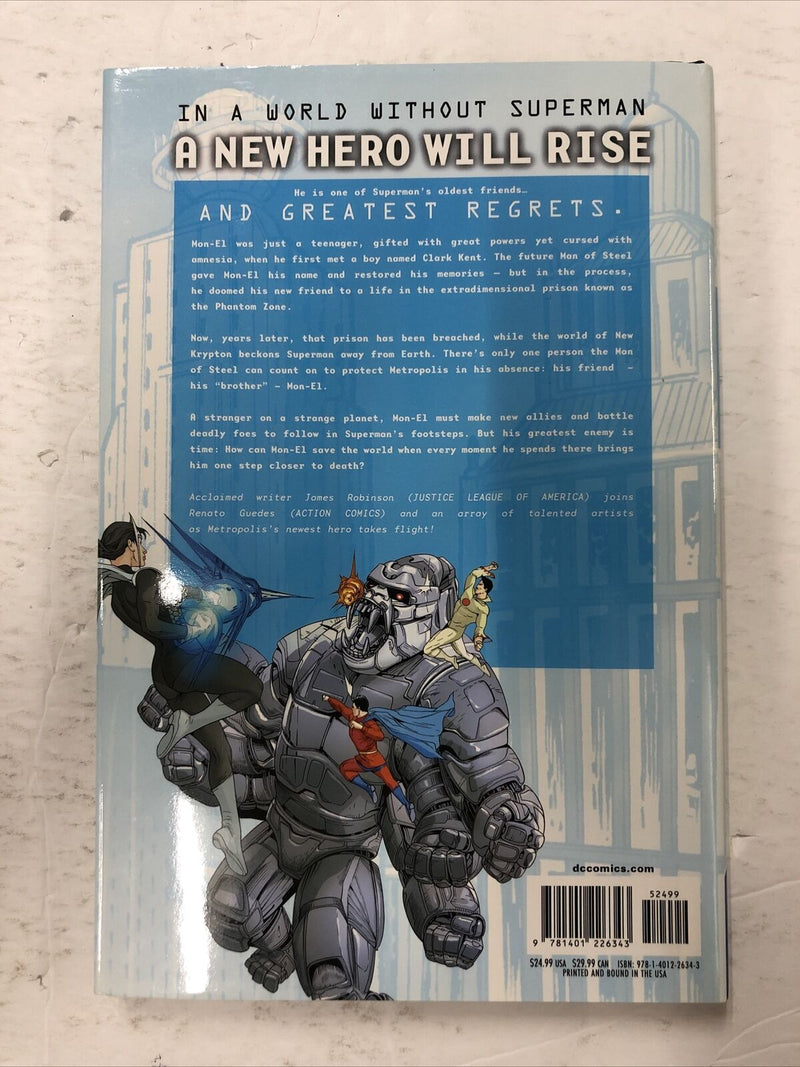 IN A WORLD WITHOUT SUPERMAN
A NEW HERO WILL RISE
He is one of Superman's oldest friends…
AND GREATEST REGRETS.
Mon-El was just a teenager, gifted with great powers yet cursed with
amnesia, when he first met a boy named Clark Kent. The future Man of Steel
gave Mon-El his name and restored his memories – but in the process,
he doomed his new friend to a life in the extradimensional prison known as
the Phantom Zone.
Now, years later, that prison has been breached, while the world of New
Krypton beckons Superman away from Earth. There's only one person the Man
of Steel can count on to protect Metropolis in his absence: his friend –
his "brother" – Mon-El.
A stranger on a strange planet, Mon-El must make new allies and battle
deadly foes to follow in Superman's footsteps. But his greatest enemy is
time: How can Mon-El save the world when every moment he spends there brings
him one step closer to death?
Acclaimed writer James Robinson (JUSTICE LEAGUE OF AMERICA) joins
Renato Guedes (ACTION COMICS) and an array of talented artists
as Metropolis's newest hero takes flight!
dccomics.com
52499
9 781401 226343
$24.99 USA $29.99 CAN ISBN: 978-1-4012-2634-3
PRINTED AND BOUND IN THE USA